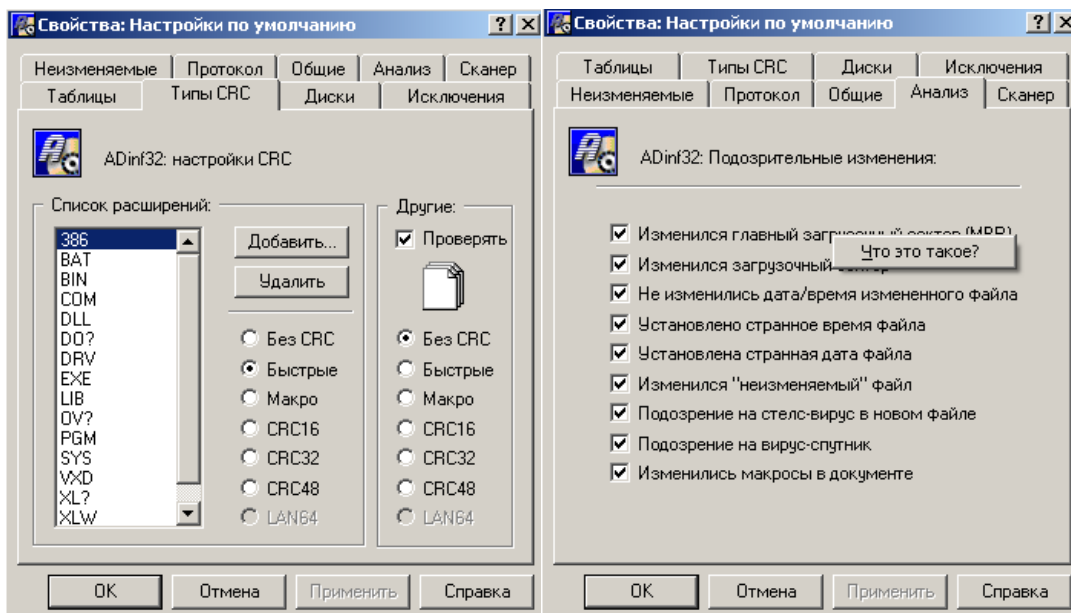 Свойства: Настройки по умолчанию
Неизменяемые Протокол Общие Анализ Сканер
Таблицы Типы CRC Диски Исключения
ADinf32: настройки CRC
Список расширений:
386
BAT
BIN
COM
DLL
DO?
DRV
EXE
LIB
OV?
PGM
SYS
VXD
XL?
XLW
Добавить...
Удалить
Без CRC
Быстрые
Макро
CRC16
CRC32
CRC48
LAN64
Другие:
Проверять
Без CRC
Быстрые
Макро
CRC16
CRC32
CRC48
LAN64
OK Отмена Применить Справка
Свойства: Настройки по умолчанию
Таблицы Типы CRC Диски Исключения
Неизменяемые Протокол Общие Анализ Сканер
ADinf32: Подозрительные изменения:
Изменился главный загрузочный сектор (MBR)
Что это такое?
Изменился загрузочный сектор
Не изменились дата/время измененного файла
Установлено странное время файла
Установлена странная дата файла
Изменился "неизменяемый" файл
Подозрение на стелс-вирус в новом файле
Подозрение на вирус-спутник
Изменились макросы в документе
OK Отмена Применить Справка